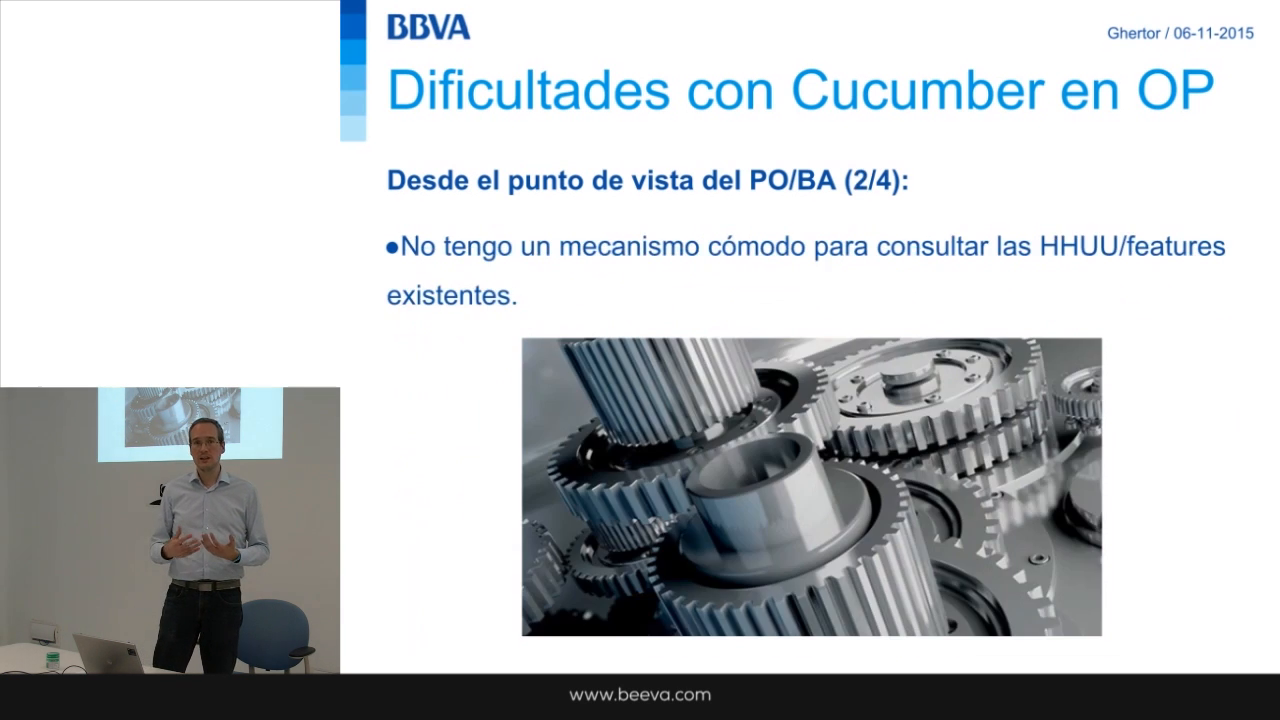 BBVA
Ghertor / 06-11-2015
Dificultades con Cucumber en OP
Desde el punto de vista del PO/BA (2/4):
●No tengo un mecanismo cómodo para consultar las HHUU/features
existentes.
www.beeva.com